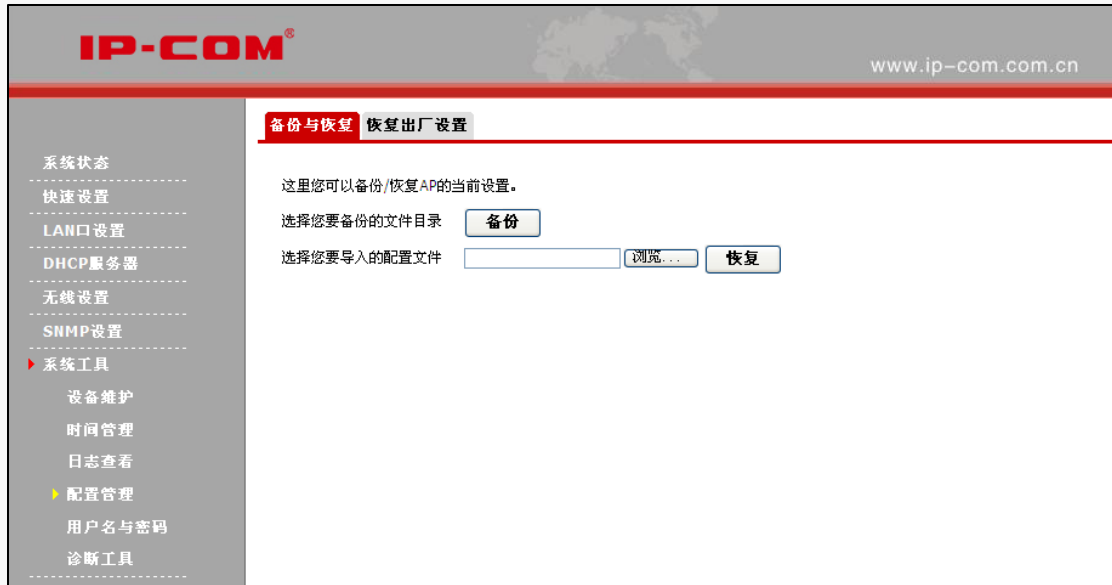 IP-COM®
www.ip-com.com.cn
备份与恢复 恢复出厂设置
系统状态
快速设置
LAN口设置
DHCP服务器
无线设置
SNMP设置
系统工具
设备维护
时间管理
日志查看
配置管理
用户名与密码
诊断工具
这里您可以备份/恢复AP的当前设置。
选择您要备份的文件目录 备份
选择您要导入的配置文件 浏览... 恢复